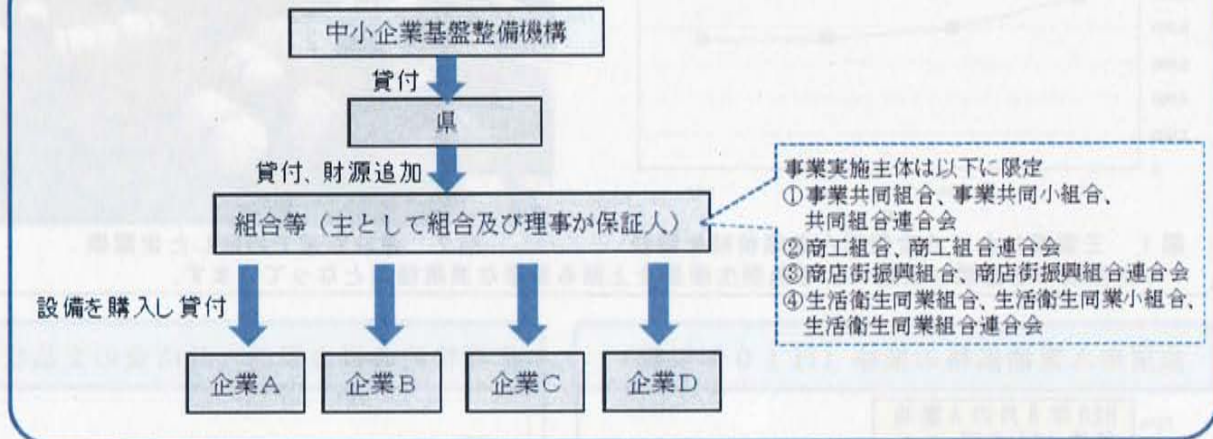 中小企業基盤整備機構
貸付
県
貸付、財源追加
組合等（主として組合及び理事が保証人）
事業実施主体は以下に限定
①事業共同組合、事業共同小組合、
共同組合連合会
②商工組合、商工組合連合会
③商店街振興組合、商店街振興組合連合会
④生活衛生同業組合、生活衛生同業小組合、
生活衛生同業組合連合会
設備を購入し貸付
企業A
企業B
企業C
企業D